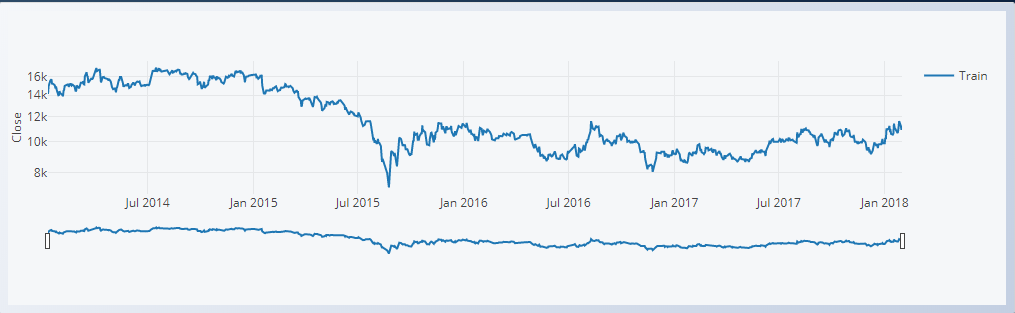 Train
16k
14k
12k
10k
8k
Close
Jul 2014
Jan 2015
Jul 2015
Jan 2016
Jul 2016
Jan 2017
Jul 2017
Jan 2018